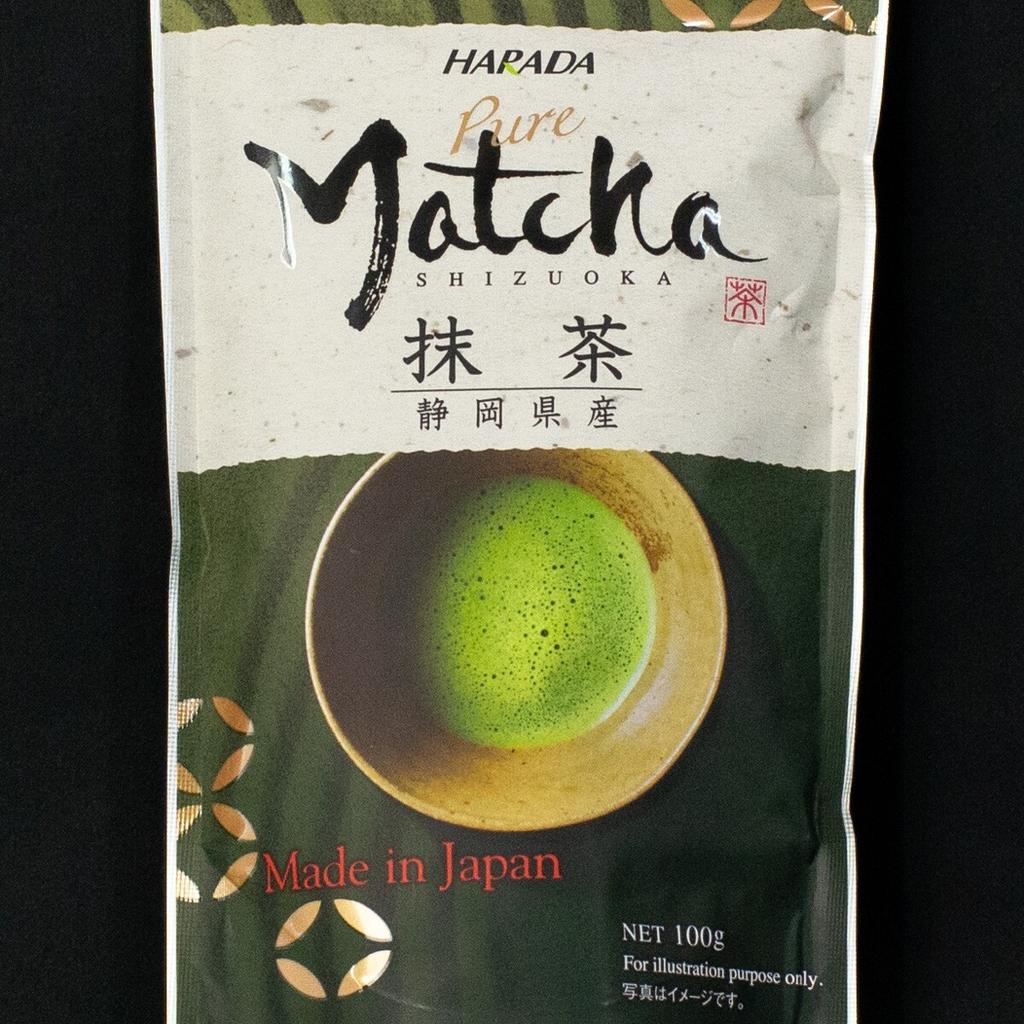 HARADA
Pure
Matcha
SHIZUOKA
茶
抹茶
静岡県産
Made in Japan
NET 100g
For illustration purpose only.
写真はイメージです。